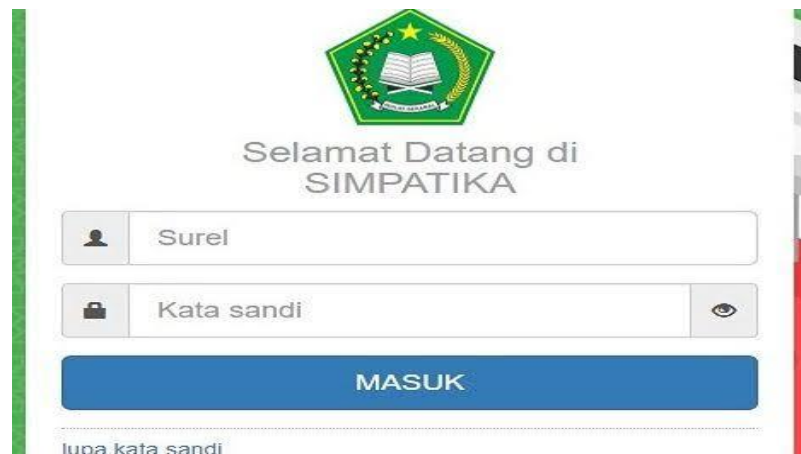 Selamat Datang di
SIMPATIKA
Surel
Kata sandi
MASUK
lupa kata sandi